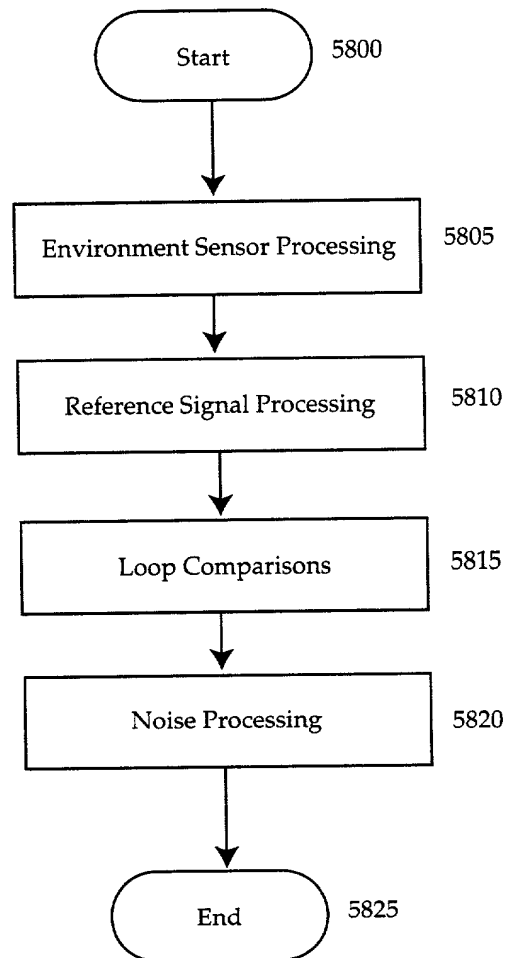 Start 5800
Environment Sensor Processing 5805
Reference Signal Processing 5810
Loop Comparisons 5815
Noise Processing 5820
End 5825